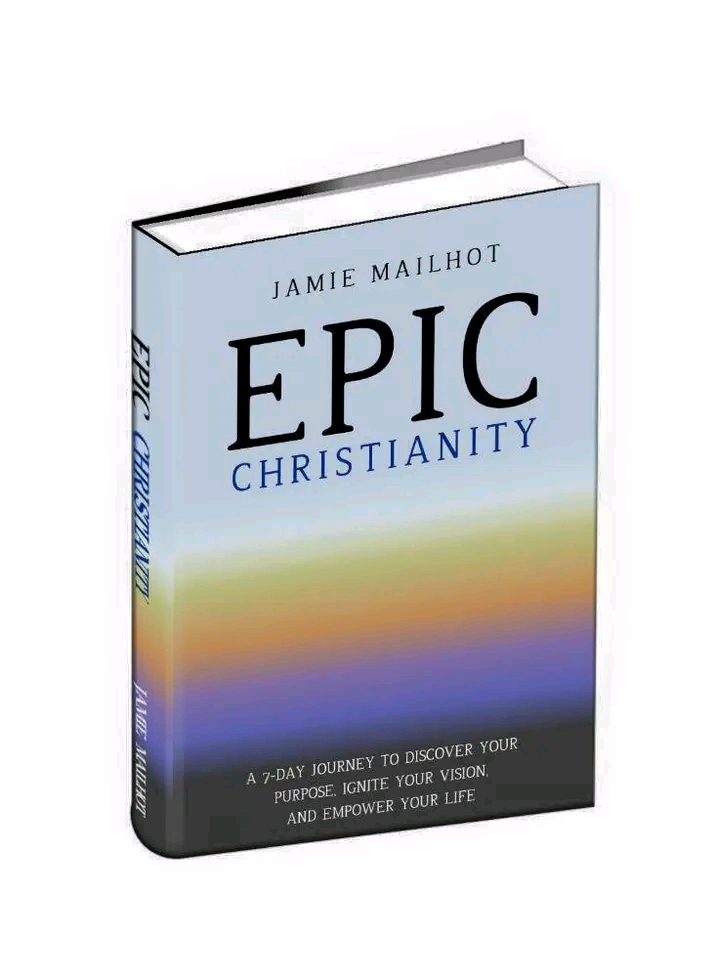 JAMIE MAILHOT
EPIC
CHRISTIANITY
A 7-DAY JOURNEY TO DISCOVER YOUR
PURPOSE, IGNITE YOUR VISION,
AND EMPOWER YOUR LIFE
EPIC CHRISTIANITY
JAMIE MAILHOT